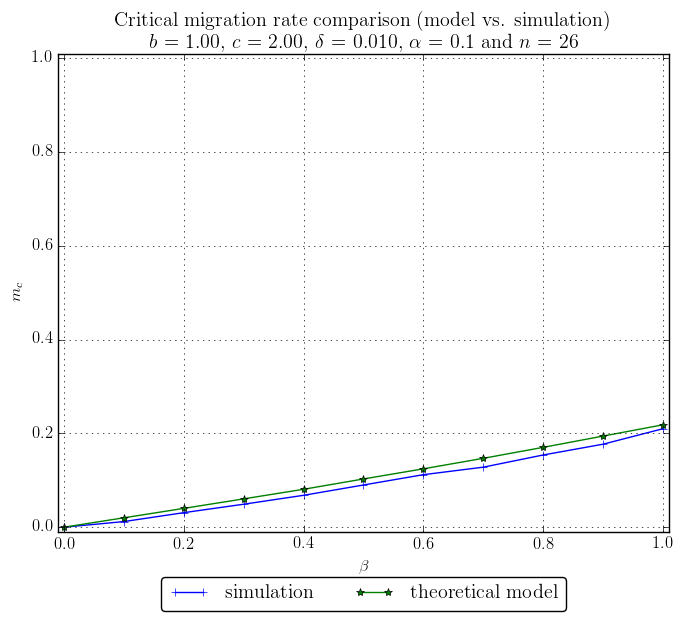 Critical migration rate comparison (model vs. simulation)
b = 1.00, c = 2.00, δ = 0.010, α = 0.1 and n = 26
1.0
0.8
0.6
m_c
0.4
0.2
0.0
0.0 0.2 0.4 0.6 0.8 1.0
β
simulation theoretical model